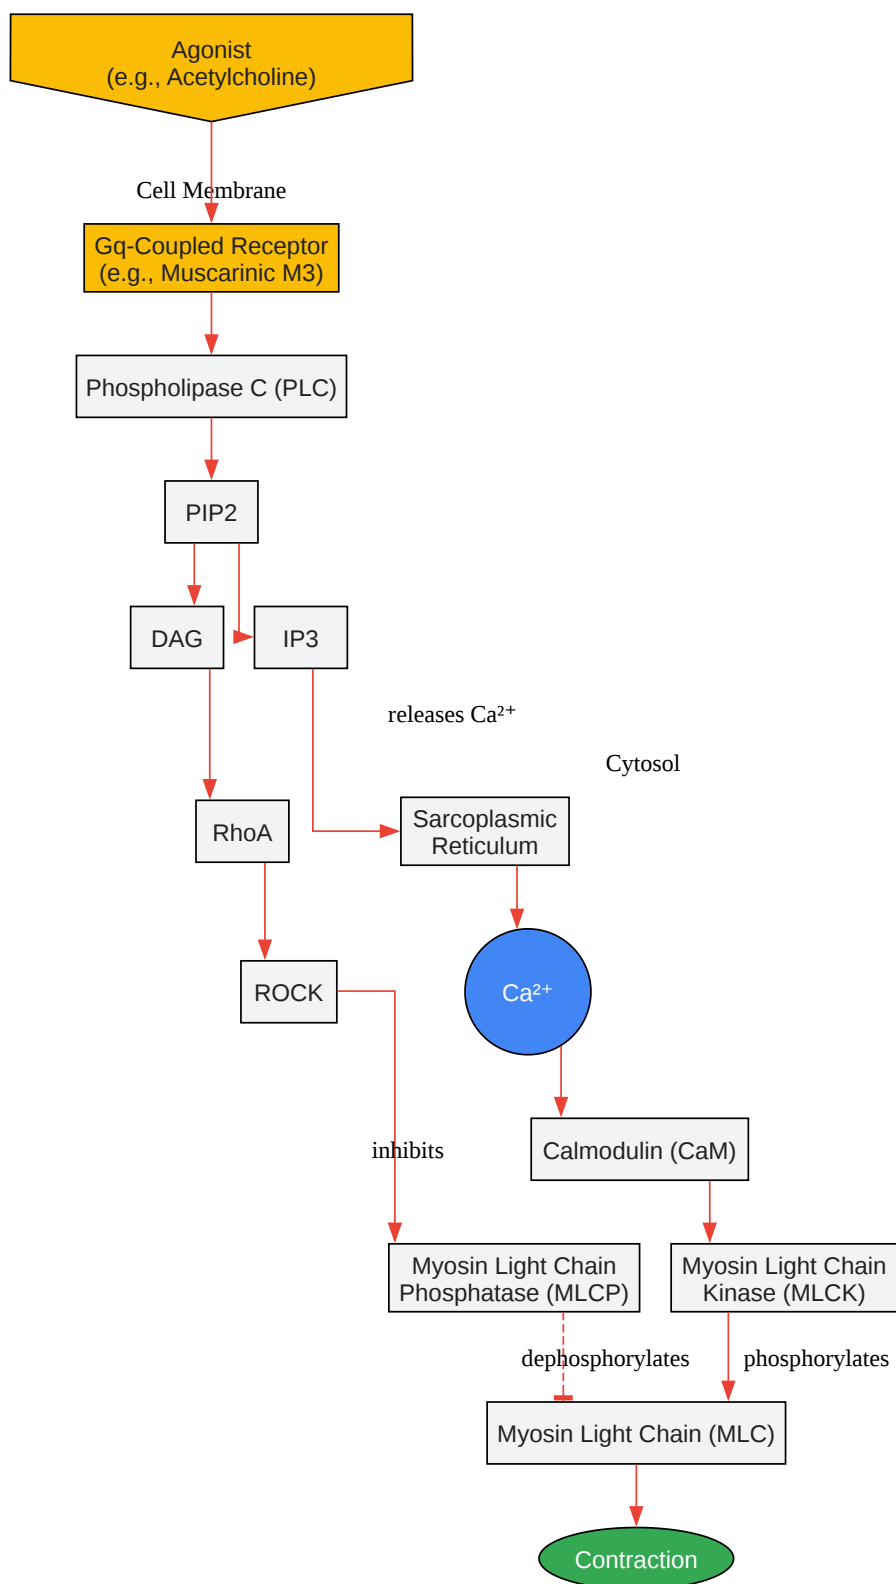 Agonist
(e.g., Acetylcholine)
Cell Membrane
Gq-Coupled Receptor
(e.g., Muscarinic M3)
Phospholipase C (PLC)
PIP2
DAG
IP3
releases Ca²⁺
Cytosol
RhoA
Sarcoplasmic
Reticulum
ROCK
Ca²⁺
inhibits
Calmodulin (CaM)
Myosin Light Chain
Phosphatase (MLCP)
Myosin Light Chain
Kinase (MLCK)
dephosphorylates
phosphorylates
Myosin Light Chain (MLC)
Contraction